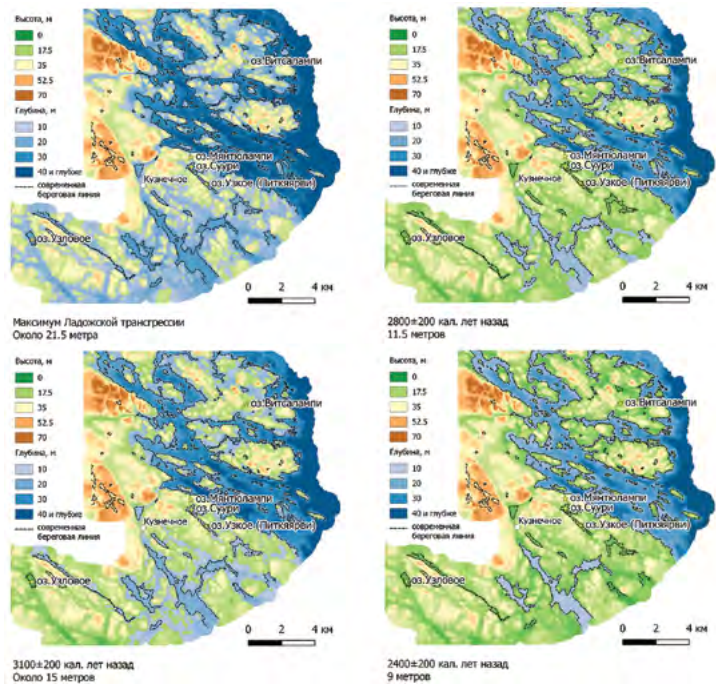 Высота, м
0
17.5
35
52.5
70
Глубина, м
10
20
30
40 и глубже
современная
береговая линия
оз.Витсалампи
оз.Мянтюлампи
оз.Суури
Кузнечное
оз.Узкое (Питкяярви)
оз.Узловое
0 2 4 км
Максимум Ладожской трансгрессии
Около 21.5 метра
Высота, м
0
17.5
35
52.5
70
Глубина, м
10
20
30
40 и глубже
современная
береговая линия
оз.Витсалампи
оз.Мянтюлампи
оз.Суури
Кузнечное
оз.Узкое (Питкяярви)
оз.Узловое
0 2 4 км
2800±200 кал. лет назад
11.5 метров
Высота, м
0
17.5
35
52.5
70
Глубина, м
10
20
30
40 и глубже
современная
береговая линия
оз.Витсалампи
оз.Мянтюлампи
оз.Суури
Кузнечное
оз.Узкое (Питкяярви)
оз.Узловое
0 2 4 км
3100±200 кал. лет назад
Около 15 метров
Высота, м
0
17.5
35
52.5
70
Глубина, м
10
20
30
40 и глубже
современная
береговая линия
оз.Витсалампи
оз.Мянтюлампи
оз.Суури
Кузнечное
оз.Узкое (Питкяярви)
оз.Узловое
0 2 4 км
2400±200 кал. лет назад
9 метров